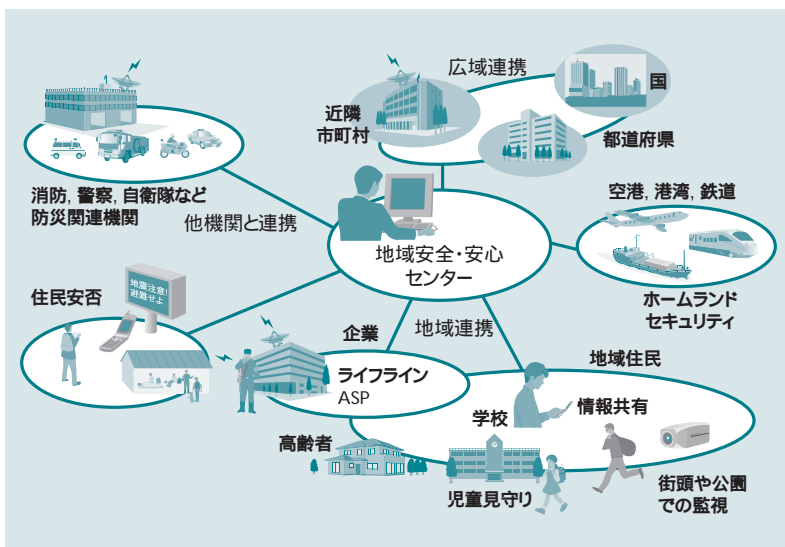 広域連携
国
近隣
市町村
都道府県
消防, 警察, 自衛隊など
防災関連機関
他機関と連携
空港, 港湾, 鉄道
地域安全・安心
センター
ホームランド
セキュリティ
住民安否
地震注意!
避難せよ
企業
地域連携
ライフライン
ASP
地域住民
学校
情報共有
高齢者
児童見守り
街頭や公園
での監視